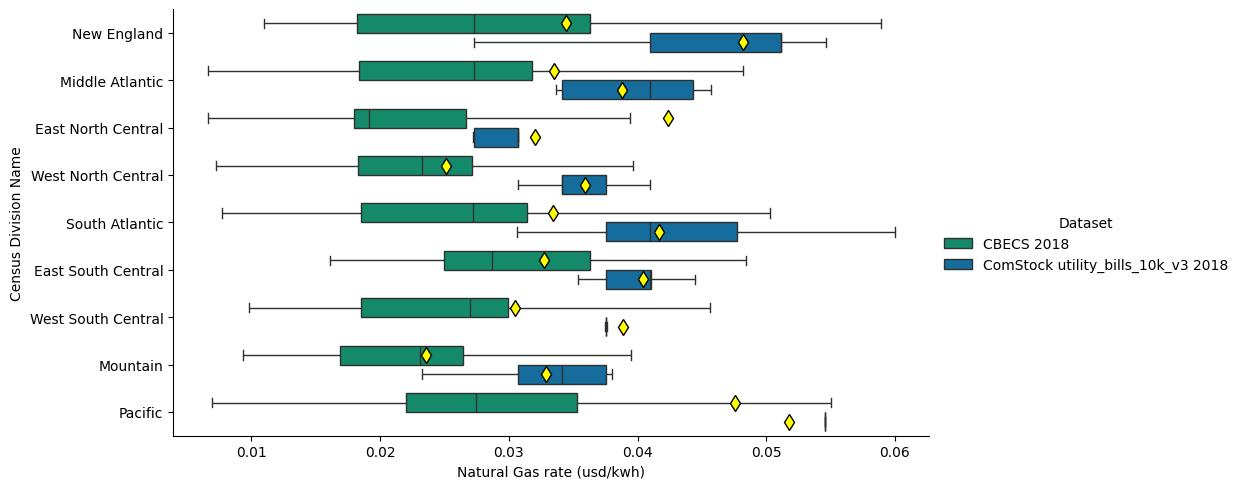 Census Division Name
New England
Middle Atlantic
East North Central
West North Central
South Atlantic
East South Central
West South Central
Mountain
Pacific
0.01 0.02 0.03 0.04 0.05 0.06
Natural Gas rate (usd/kwh)
Dataset
CBECS 2018
ComStock utility_bills_10k_v3 2018